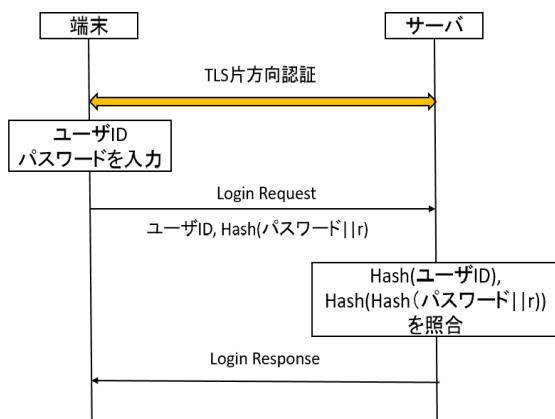 端末
サーバ
TLS片方向認証
ユーザID
パスワードを入力
Login Request
ユーザID, Hash(パスワード||r)
Hash(ユーザID),
Hash(Hash（パスワード||r))
を照合
Login Response